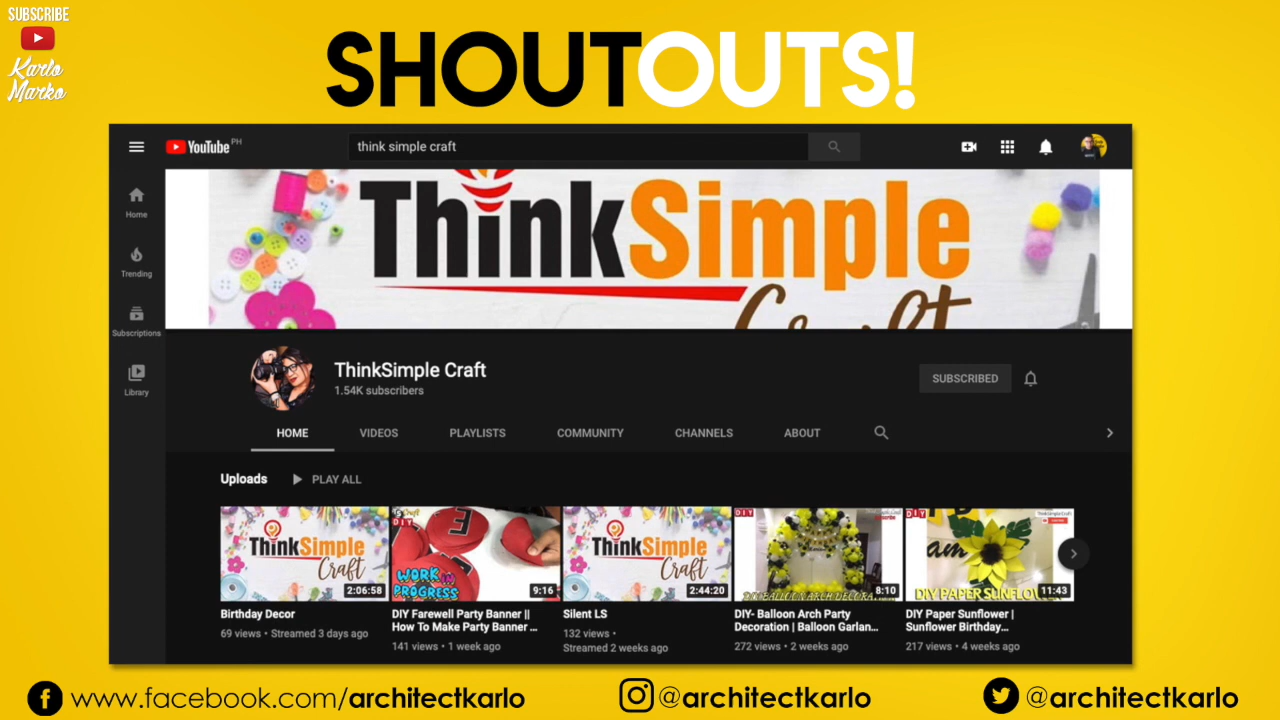 SUBSCRIBE
Karlo
Marko
SHOUTOUTS!
YouTube PH
think simple craft
Home
Trending
Subscriptions
Library
ThinkSimple
Craft
ThinkSimple Craft
1.54K subscribers
SUBSCRIBED
HOME VIDEOS PLAYLISTS COMMUNITY CHANNELS ABOUT
Uploads PLAY ALL
ThinkSimple
Craft
2:06:58
Birthday Decor
69 views • Streamed 3 days ago
Craft
DIY
WORK IN
PROGRESS
9:16
DIY Farewell Party Banner ||
How To Make Party Banner ...
141 views • 1 week ago
ThinkSimple
Craft
2:44:20
Silent LS
132 views •
Streamed 2 weeks ago
DIY
8:10
DIY- Balloon Arch Party
Decoration | Balloon Garlan...
272 views • 2 weeks ago
DIY
ThinkSimpleCraft
DIY PAPER SUNFLOW
11:43
DIY Paper Sunflower |
Sunflower Birthday...
217 views • 4 weeks ago
www.facebook.com/architectkarlo
@architectkarlo
@architectkarlo